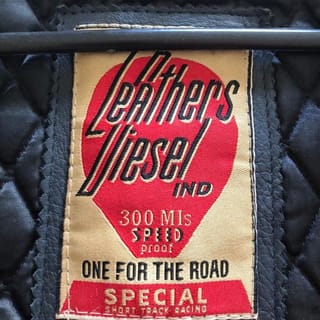 Leathers
Diesel
IND
300 MIs
SPEED
proof
ONE FOR THE ROAD
SPECIAL
SHORT TRACK RACING